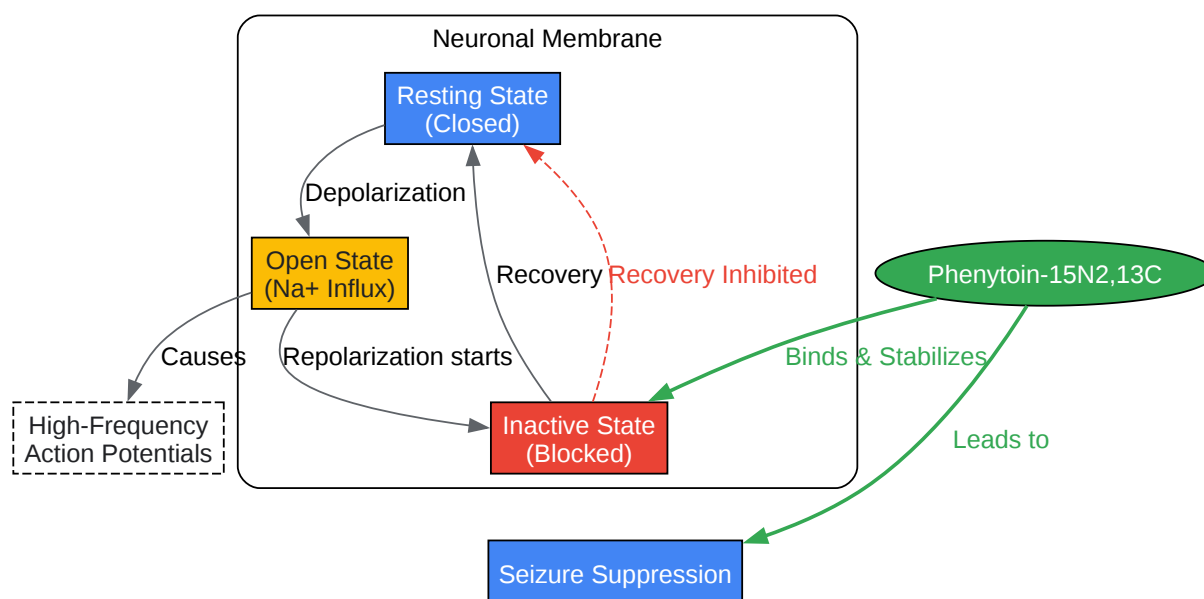 Neuronal Membrane
Resting State
(Closed)
Depolarization
Open State
(Na+ Influx)
Recovery
Recovery Inhibited
Phenytoin-15N2,13C
Causes
Repolarization starts
Binds & Stabilizes
High-Frequency
Action Potentials
Inactive State
(Blocked)
Leads to
Seizure Suppression